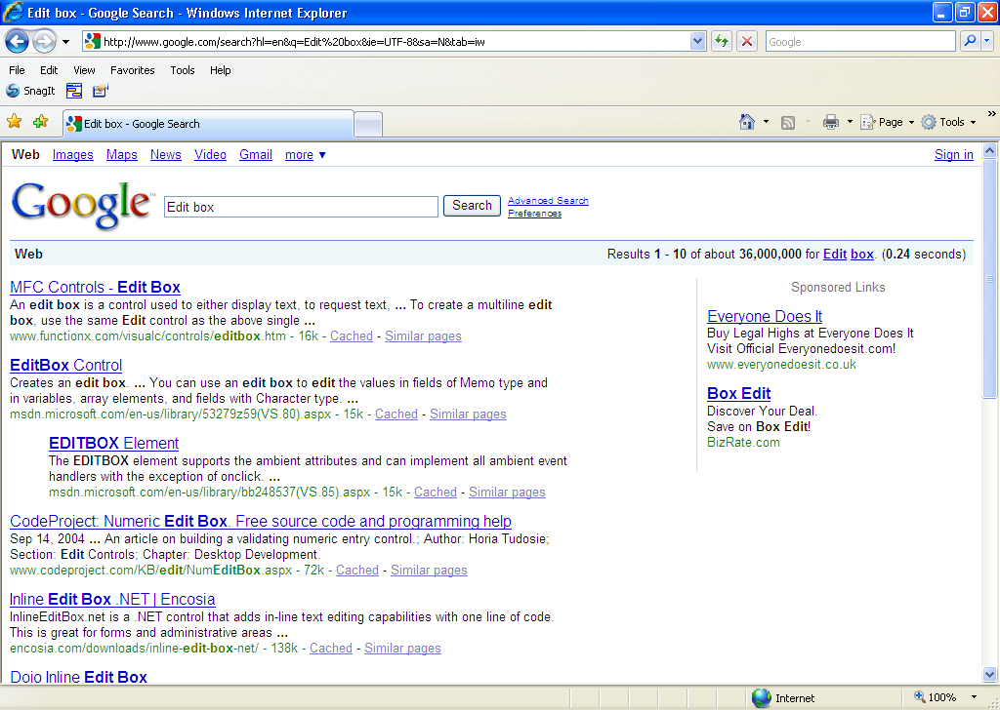 Edit box - Google Search - Windows Internet Explorer
http://www.google.com/search?hl=en&q=Edit%20box&ie=UTF-8&sa=N&tab=iw
Google
File Edit View Favorites Tools Help
SnagIt
Edit box - Google Search
Page Tools
Web Images Maps News Video Gmail more ▼ Sign in
Google™
Edit box
Search
Advanced Search
Preferences
Web Results 1 - 10 of about 36,000,000 for Edit box. (0.24 seconds)
MFC Controls - Edit Box
An edit box is a control used to either display text, to request text, ... To create a multiline edit
box, use the same Edit control as the above single ...
www.functionx.com/visualc/controls/editbox.htm - 16k - Cached - Similar pages
EditBox Control
Creates an edit box. ... You can use an edit box to edit the values in fields of Memo type and
in variables, array elements, and fields with Character type. ...
msdn.microsoft.com/en-us/library/53279z59(VS.80).aspx - 15k - Cached - Similar pages
EDITBOX Element
The EDITBOX element supports the ambient attributes and can implement all ambient event
handlers with the exception of onclick. ...
msdn.microsoft.com/en-us/library/bb248537(VS.85).aspx - 15k - Cached - Similar pages
CodeProject: Numeric Edit Box. Free source code and programming help
Sep 14, 2004 ... An article on building a validating numeric entry control.; Author: Horia Tudosie;
Section: Edit Controls; Chapter: Desktop Development.
www.codeproject.com/KB/edit/NumEditBox.aspx - 72k - Cached - Similar pages
Inline Edit Box .NET | Encosia
InlineEditBox.net is a .NET control that adds in-line text editing capabilities with one line of code.
This is great for forms and administrative areas ...
encosia.com/downloads/inline-edit-box-net/ - 138k - Cached - Similar pages
Dojo Inline Edit Box
Sponsored Links
Everyone Does It
Buy Legal Highs at Everyone Does It
Visit Official Everyonedoesit.com!
www.everyonedoesit.co.uk
Box Edit
Discover Your Deal.
Save on Box Edit!
BizRate.com
Internet 100%